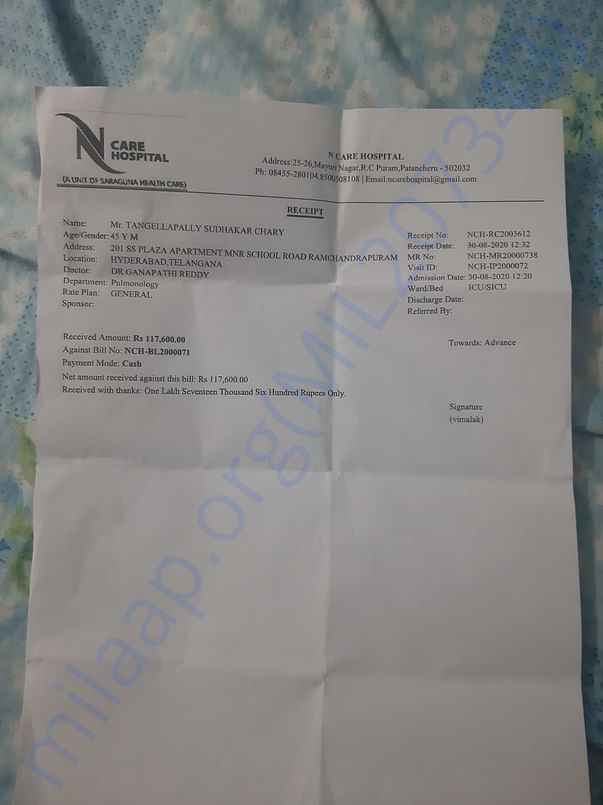 N CARE HOSPITAL
(A UNIT OF SARAGUNA HEALTH CARE)
N CARE HOSPITAL
Address:25-26,Mayuri Nagar,R.C Puram,Patancheru - 502032
Ph: 08455-280104,8500508108 | Email:ncarehospital@gmail.com
RECEIPT
Name: Mr. TANGELLAPALLY SUDHAKAR CHARY
Age/Gender: 45 Y M
Address: 201 SS PLAZA APARTMENT MNR SCHOOL ROAD RAMCHANDRAPURAM
Location: HYDERABAD,TELANGANA
Doctor: DR.GANAPATHI REDDY
Department: Pulmonology
Rate Plan: GENERAL
Sponsor:
Receipt No: NCH-RC2003612
Receipt Date: 30-08-2020 12:32
MR No: NCH-MR20000738
Visit ID: NCH-IP2000072
Admission Date: 30-08-2020 12:20
Ward/Bed ICU/SICU
Discharge Date:
Referred By:
Received Amount: Rs 117,600.00
Against Bill No: NCH-BL2000071
Payment Mode: Cash
Towards: Advance
Net amount received against this bill: Rs 117,600.00
Received with thanks: One Lakh Seventeen Thousand Six Hundred Rupees Only.
Signature
(vimalak)
milaap.org(MIL207343)